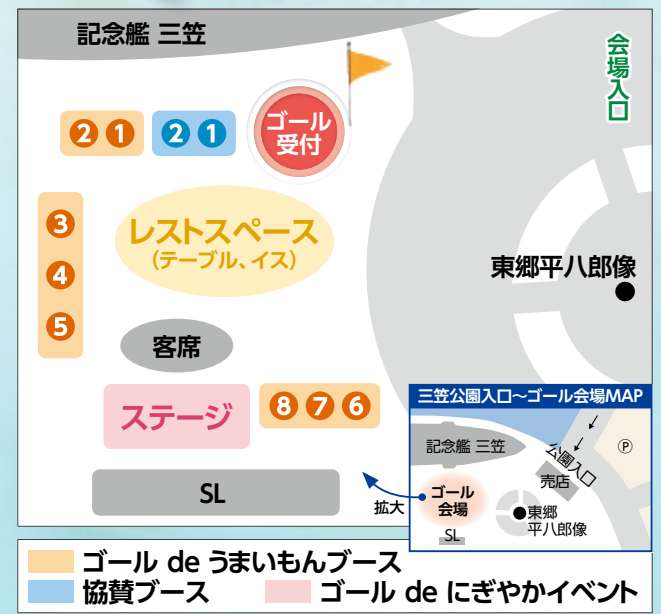 記念艦 三笠
会場入口
ゴール
受付
2 1
2 1
レストスペース
(テーブル、イス)
3
4
5
東郷平八郎像
客席
ステージ
8 7 6
SL
三笠公園入口~ゴール会場MAP
記念艦 三笠
公園入口
P
売店
ゴール
会場
拡大
東郷
平八郎像
SL
ゴール de うまいもんブース
協賛ブース
ゴール de にぎやかイベント